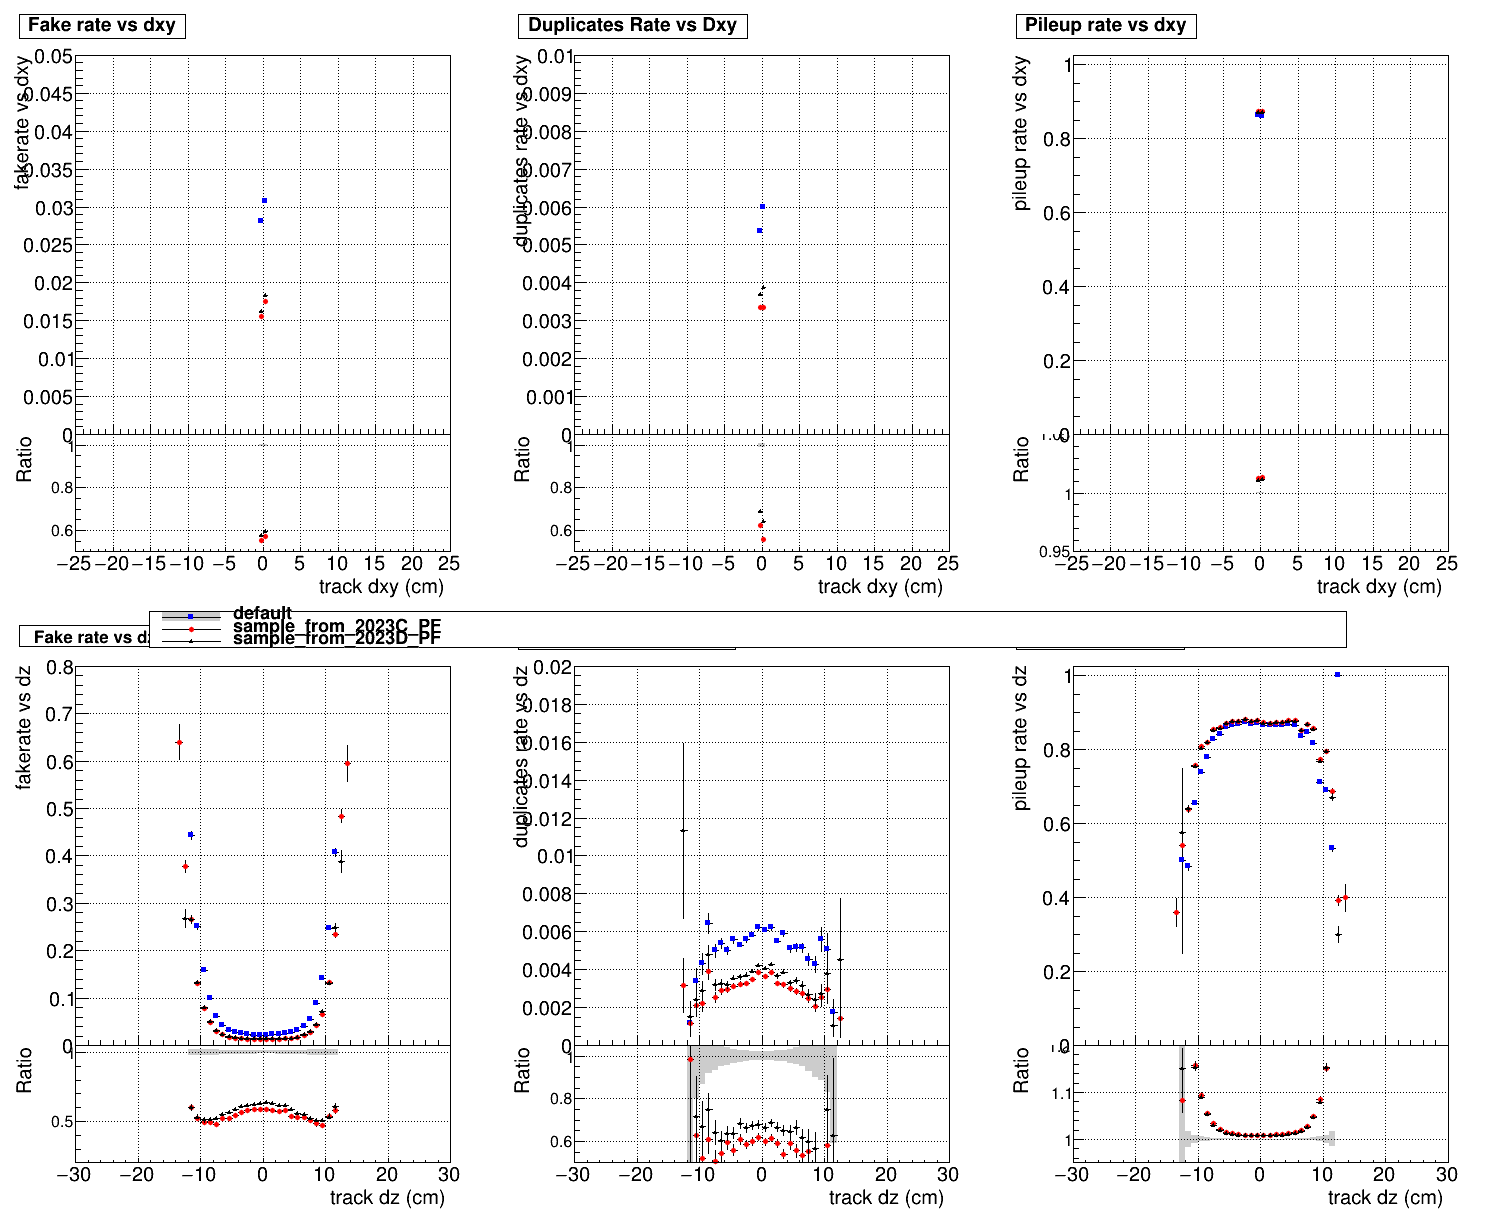 Fake rate vs dxy
Duplicates Rate vs Dxy
Pileup rate vs dxy
fakerate vs dxy
0.05
0.045
0.04
0.035
0.03
0.025
0.02
0.015
0.01
0.005
0
Ratio
1
0.8
0.6
−25 −20 −15 −10 −5 0 5 10 15 20 25
track dxy (cm)
duplicates rate vs dxy
0.01
0.009
0.008
0.007
0.006
0.005
0.004
0.003
0.002
0.001
0
Ratio
1
0.8
0.6
−25 −20 −15 −10 −5 0 5 10 15 20 25
track dxy (cm)
pileup rate vs dxy
1
0.8
0.6
0.4
0.2
0
Ratio
1
0.95
−25 −20 −15 −10 −5 0 5 10 15 20 25
track dxy (cm)
default
sample_from_2023C_PF
sample_from_2023D_PF
Fake rate vs
fakerate vs dz
0.8
0.7
0.6
0.5
0.4
0.3
0.2
0.1
0
Ratio
1
0.5
−30 −20 −10 0 10 20 30
track dz (cm)
duplicates rate vs dz
0.02
0.018
0.016
0.014
0.012
0.01
0.008
0.006
0.004
0.002
0
Ratio
1
0.8
0.6
−30 −20 −10 0 10 20 30
track dz (cm)
pileup rate vs dz
1
0.8
0.6
0.4
0.2
0
Ratio
1.1
1
−30 −20 −10 0 10 20 30
track dz (cm)